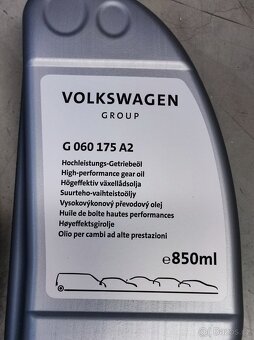 VOLKSWAGEN
GROUP
G 060 175 A2
Hochleistungs-Getriebeöl
High-performance gear oil
Högeffektiv växellådsolja
Suurteho-vaihteistoöljy
Vysokovýkonový převodový olej
Huile de boîte hautes performances
Høyeffektsgirolje
Olio per cambi ad alte prestazioni
℮850ml